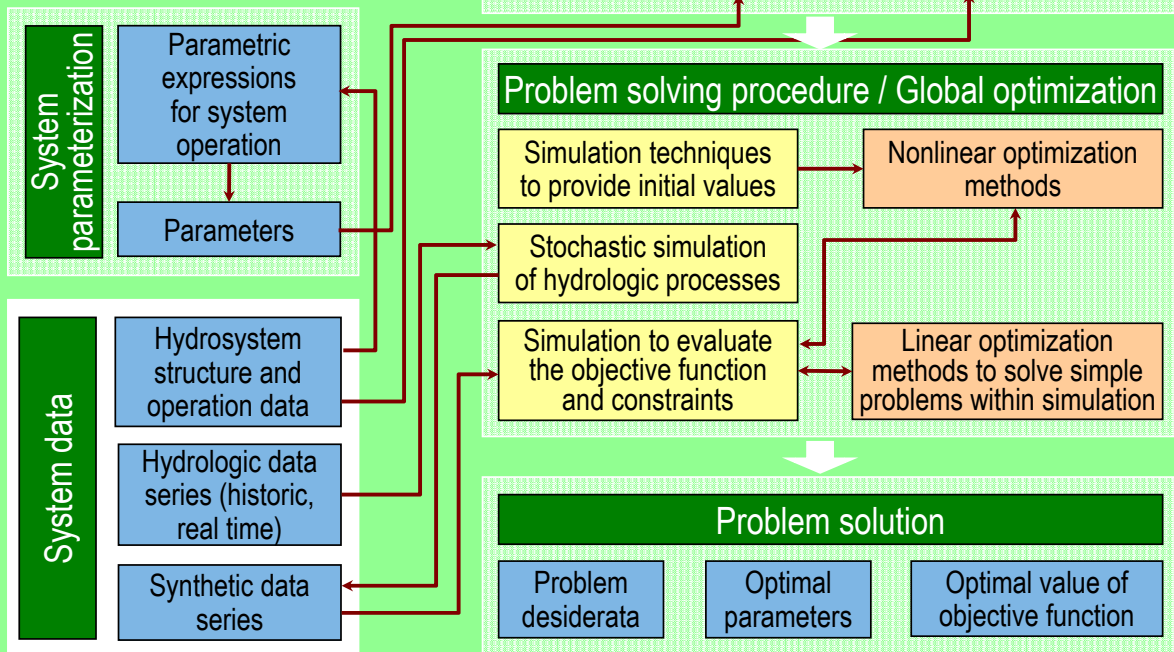 System
parameterization
Parametric
expressions
for system
operation
Parameters
System data
Hydrosystem
structure and
operation data
Hydrologic data
series (historic,
real time)
Synthetic data
series
Problem solving procedure / Global optimization
Simulation techniques
to provide initial values
Nonlinear optimization
methods
Stochastic simulation
of hydrologic processes
Simulation to evaluate
the objective function
and constraints
Linear optimization
methods to solve simple
problems within simulation
Problem solution
Problem
desiderata
Optimal
parameters
Optimal value of
objective function